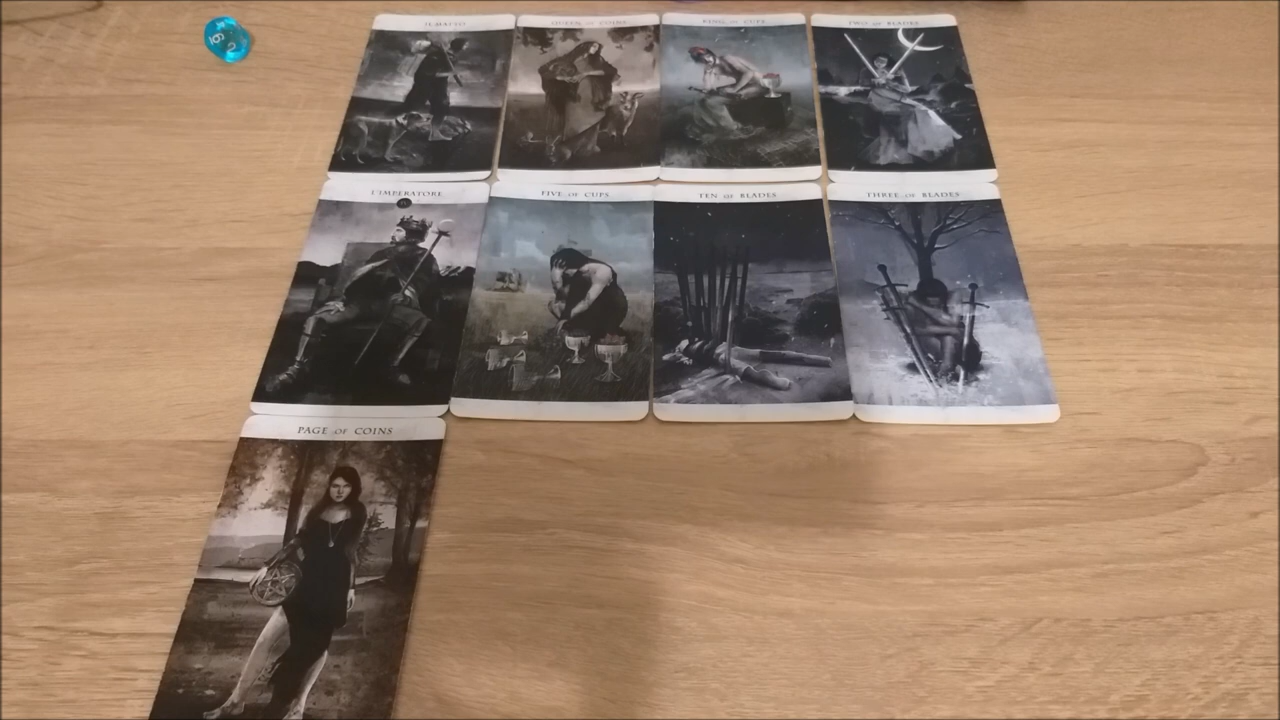 IL MATTO
QUEEN OF COINS
KING OF CUPS
TWO OF BLADES
L'IMPERATORE
IV
FIVE OF CUPS
TEN OF BLADES
THREE OF BLADES
PAGE OF COINS